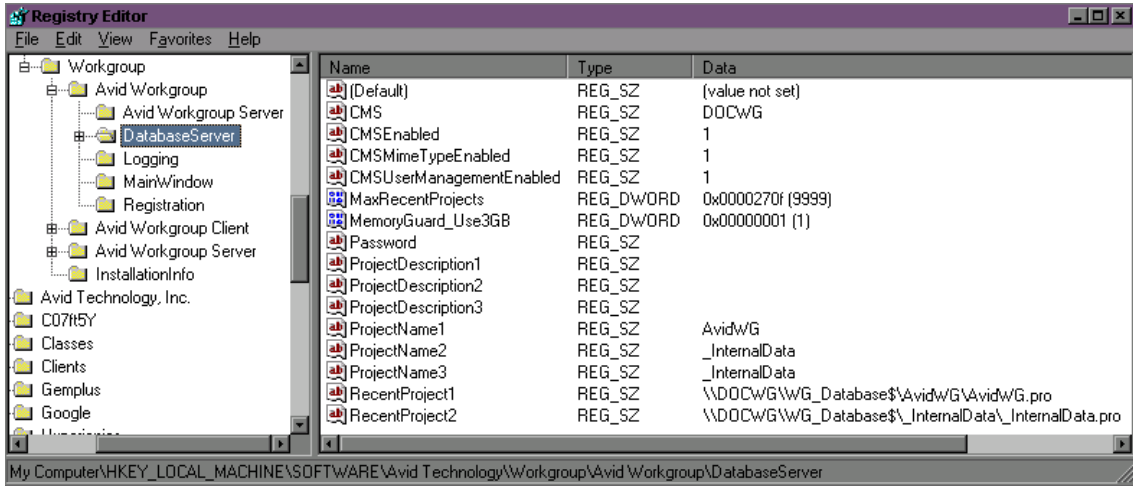 Registry Editor
File Edit View Favorites Help
Workgroup
Avid Workgroup
Avid Workgroup Server
DatabaseServer
Logging
MainWindow
Registration
Avid Workgroup Client
Avid Workgroup Server
InstallationInfo
Avid Technology, Inc.
C07ft5Y
Classes
Clients
Gemplus
Google
Name Type Data
(Default) REG_SZ (value not set)
CMS REG_SZ DOCWG
CMSEnabled REG_SZ 1
CMSMimeTypeEnabled REG_SZ 1
CMSUserManagementEnabled REG_SZ 1
MaxRecentProjects REG_DWORD 0x0000270f (9999)
MemoryGuard_Use3GB REG_DWORD 0x00000001 (1)
Password REG_SZ
ProjectDescription1 REG_SZ
ProjectDescription2 REG_SZ
ProjectDescription3 REG_SZ
ProjectName1 REG_SZ AvidWG
ProjectName2 REG_SZ _InternalData
ProjectName3 REG_SZ _InternalData
RecentProject1 REG_SZ \\DOCWG\WG_Database$\AvidWG\AvidWG.pro
RecentProject2 REG_SZ \\DOCWG\WG_Database$\_InternalData\_InternalData.pro
My Computer\HKEY_LOCAL_MACHINE\SOFTWARE\Avid Technology\Workgroup\Avid Workgroup\DatabaseServer